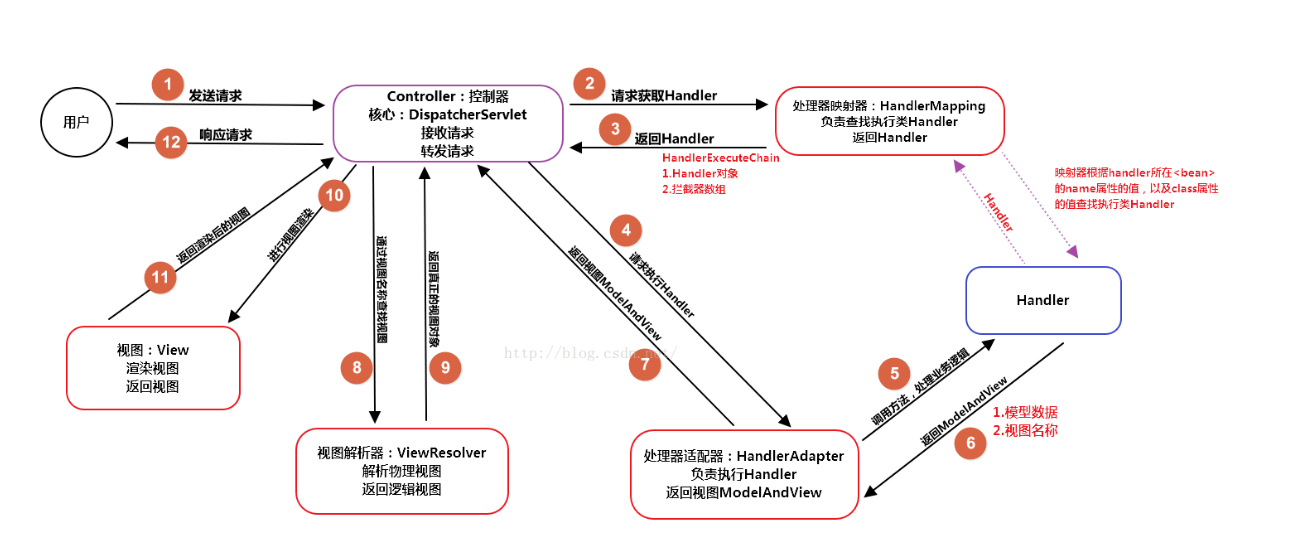 1
发送请求
用户
响应请求
12
Controller：控制器
核心：DispatcherServlet
接收请求
转发请求
2
请求获取Handler
3
返回Handler
HandlerExecuteChain
1.Handler对象
2.拦截器数组
处理器映射器：HandlerMapping
负责查找执行类Handler
返回Handler
映射器根据handler所在<bean>
的name属性的值，以及class属性
的值查找执行类Handler
Handler
Handler
4
请求执行Handler
5
调用方法，处理业务逻辑
6
返回ModelAndView
1.模型数据
2.视图名称
处理器适配器：HandlerAdapter
负责执行Handler
返回视图ModelAndView
7
返回视图ModelAndView
8
通过视图名称查找视图
9
返回真正的视图对象
视图解析器：ViewResolver
解析物理视图
返回逻辑视图
10
进行视图渲染
11
返回渲染后的视图
视图：View
渲染视图
返回视图
http://blog.csdn.net/